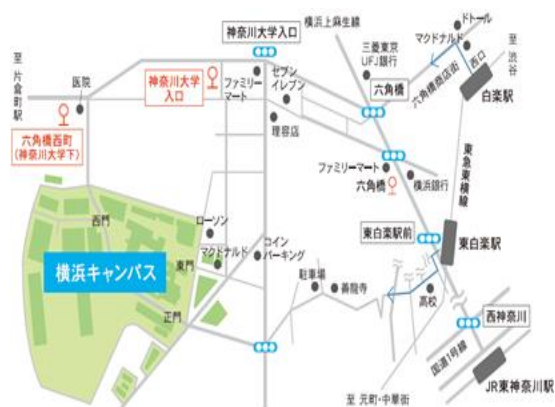 神奈川大学入口
横浜上麻生線
ドトール
マクドナルド
西口
至 渋谷
白楽駅
三菱東京
UFJ銀行
六角橋商店街
六角橋
至 片倉町駅
医院
神奈川大学
入口
ファミリー
マート
セブン
イレブン
理容店
六角橋西町
(神奈川大学下)
ファミリーマート
六角橋
横浜銀行
東急東横線
西門
ローソン
マクドナルド
東門
コイン
パーキング
東白楽駅前
東白楽駅
横浜キャンパス
駐車場
善龍寺
高校
正門
西神奈川
国道1号線
JR東神奈川駅
至 元町・中華街